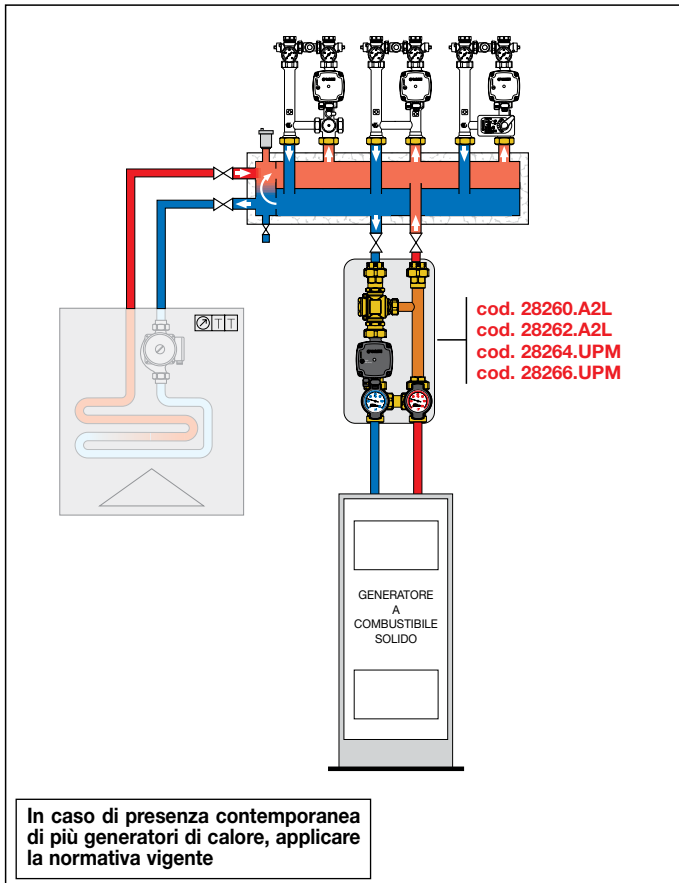 cod. 28260.A2L
cod. 28262.A2L
cod. 28264.UPM
cod. 28266.UPM
T T
GENERATORE
A
COMBUSTIBILE
SOLIDO
In caso di presenza contemporanea
di più generatori di calore, applicare
la normativa vigente